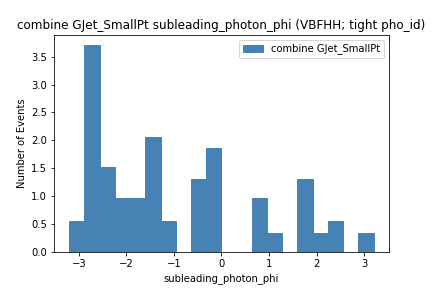 combine GJet_SmallPt subleading_photon_phi (VBFHH; tight pho_id)
combine GJet_SmallPt
Number of Events
3.5
3.0
2.5
2.0
1.5
1.0
0.5
0.0
−3 −2 −1 0 1 2 3
subleading_photon_phi